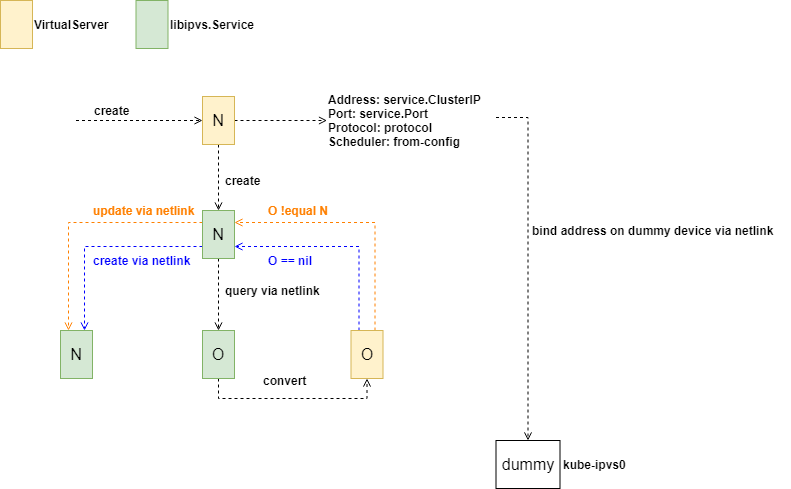 VirtualServer
libipvs.Service
create
N
Address: service.ClusterIP
Port: service.Port
Protocol: protocol
Scheduler: from-config
create
update via netlink
O !equal N
N
bind address on dummy device via netlink
create via netlink
O == nil
query via netlink
N
O
O
convert
dummy
kube-ipvs0